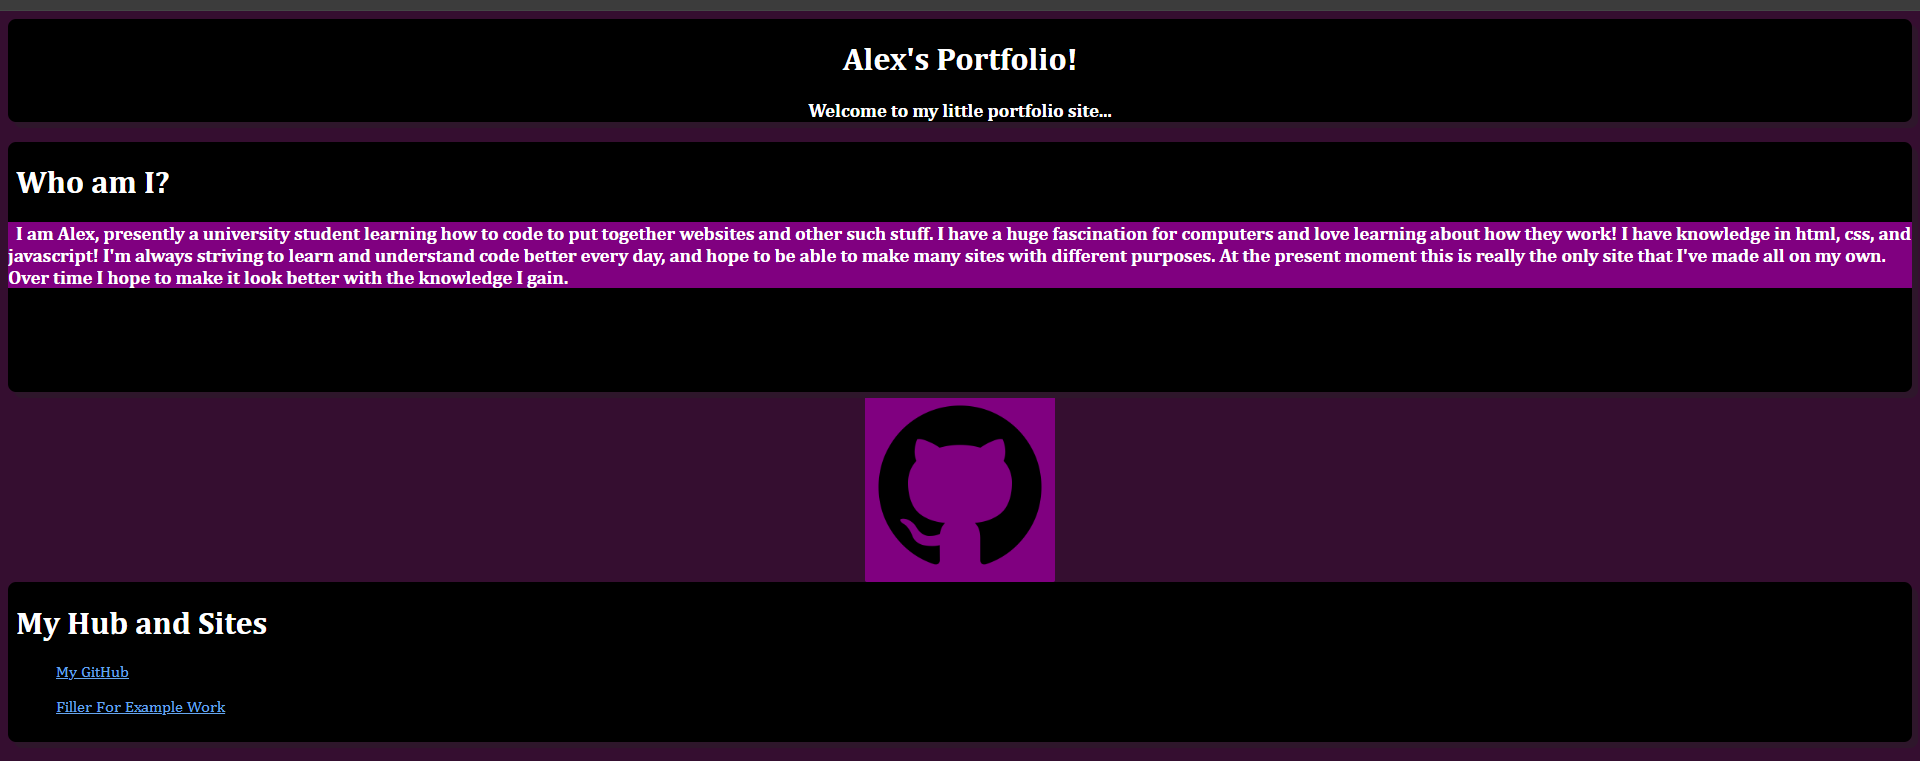 Alex's Portfolio!
Welcome to my little portfolio site...
Who am I?
I am Alex, presently a university student learning how to code to put together websites and other such stuff. I have a huge fascination for computers and love learning about how they work! I have knowledge in html, css, and
javascript! I'm always striving to learn and understand code better every day, and hope to be able to make many sites with different purposes. At the present moment this is really the only site that I've made all on my own.
Over time I hope to make it look better with the knowledge I gain.
My Hub and Sites
My GitHub
Filler For Example Work